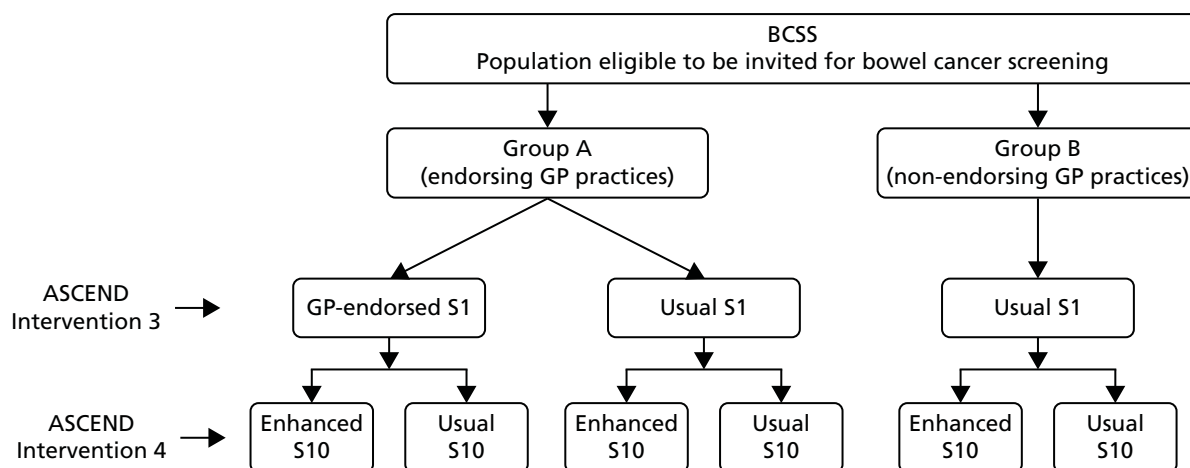 BCSS
Population eligible to be invited for bowel cancer screening
Group A
(endorsing GP practices)
Group B
(non-endorsing GP practices)
ASCEND
Intervention 3
GP-endorsed S1
Usual S1
Usual S1
ASCEND
Intervention 4
Enhanced
S10
Usual
S10
Enhanced
S10
Usual
S10
Enhanced
S10
Usual
S10